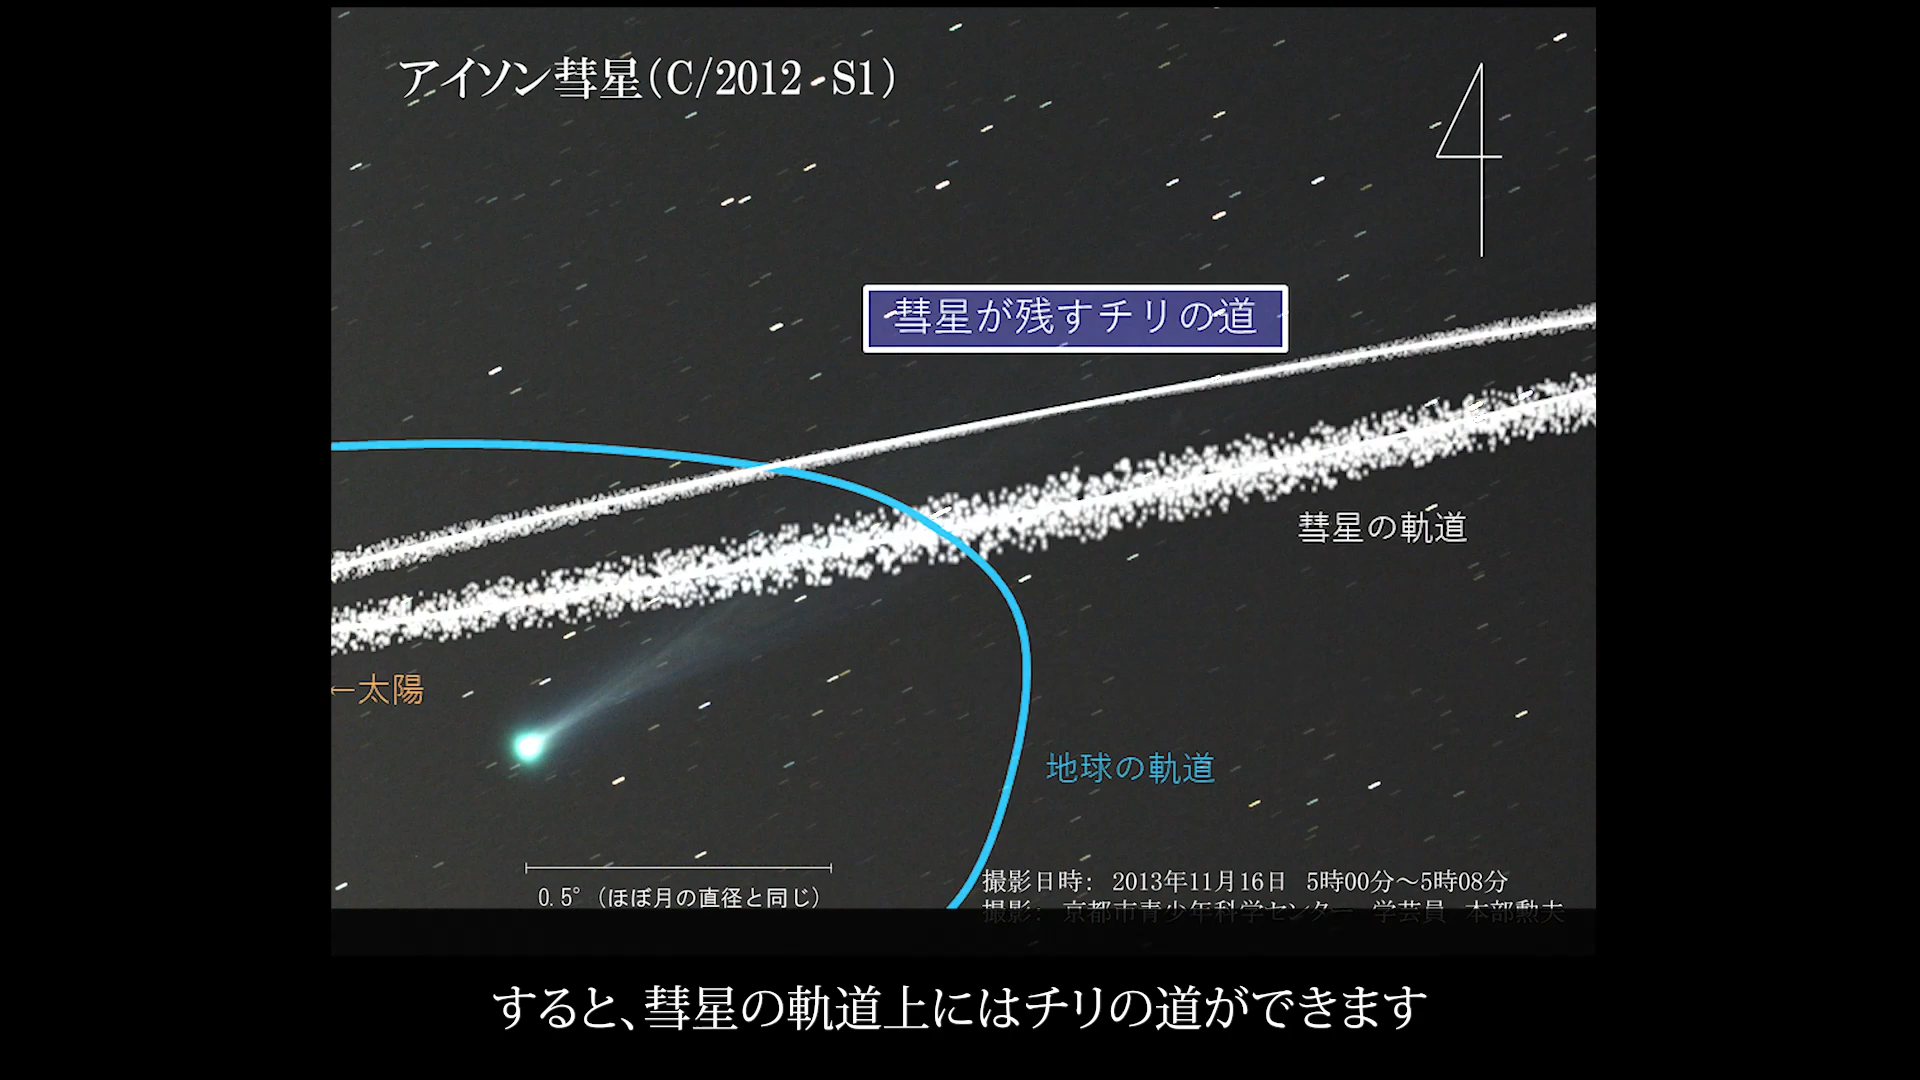 アイソン彗星(C/2012 S1)
彗星が残すチリの道
彗星の軌道
←太陽
地球の軌道
0.5°(ほぼ月の直径と同じ)
撮影日時: 2013年11月16日 5時00分～5時08分
撮影: 京都市青少年科学センター 学芸員 本部勲夫
すると、彗星の軌道上にはチリの道ができます